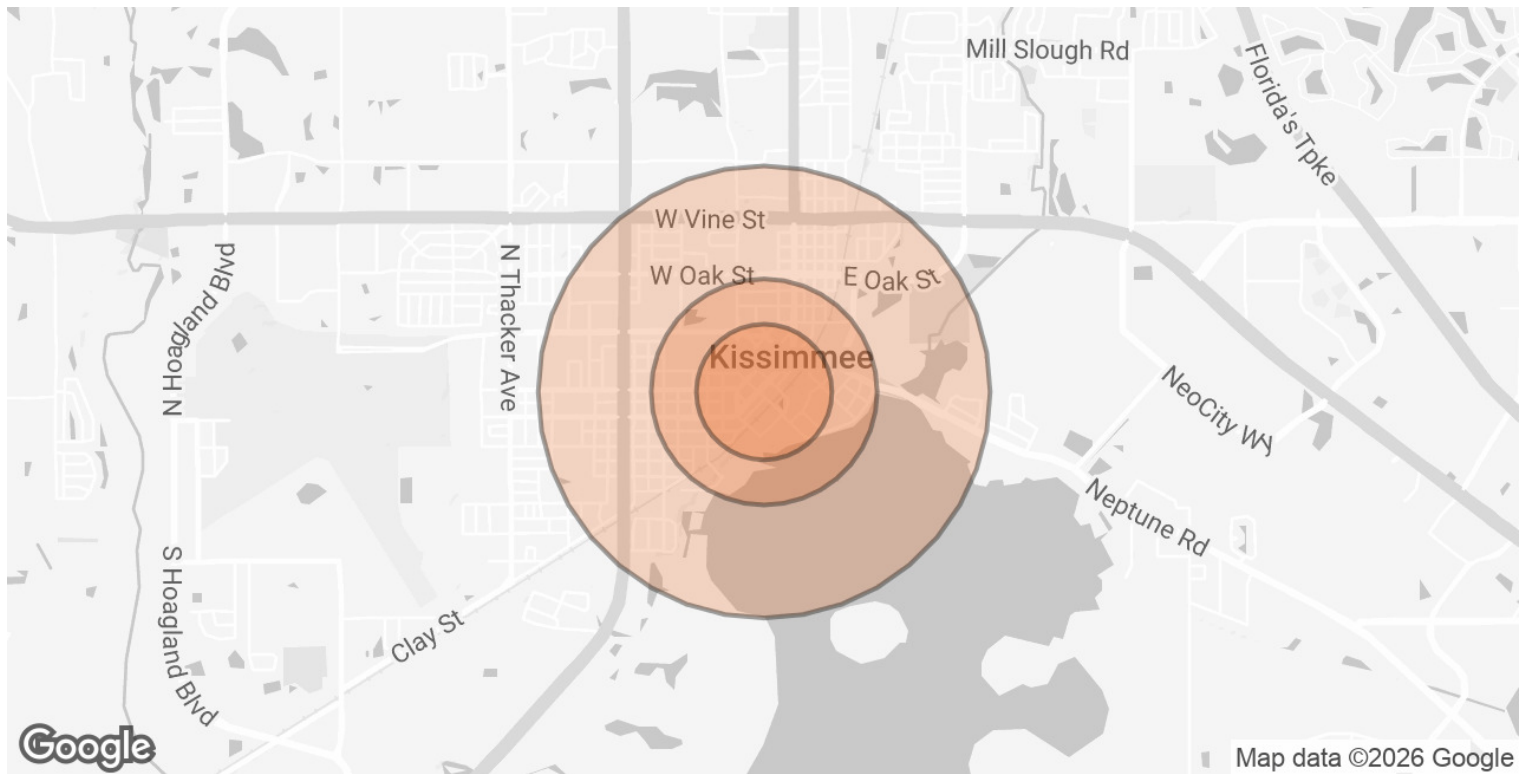 Mill Slough Rd
Florida's Tpke
W Vine St
N Hoagland Blvd
N Thacker Ave
W Oak St
E Oak St
Kissimmee
NeoCity Wy
Neptune Rd
S Hoagland Blvd
Clay St
Google
Map data ©2026 Google